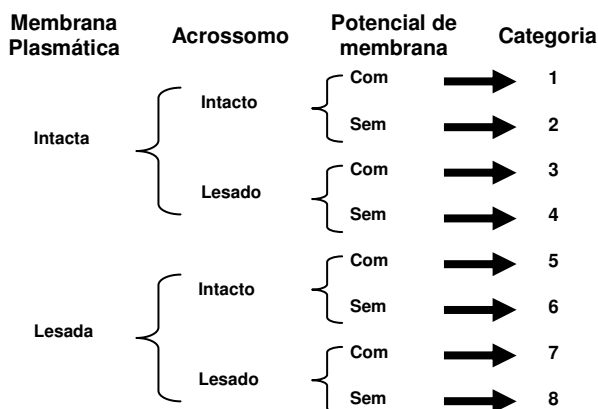 Membrana Plasmática Acrossomo Potencial de membrana Categoria
Intacta
Intacto
Com 1
Sem 2
Lesado
Com 3
Sem 4
Lesada
Intacto
Com 5
Sem 6
Lesado
Com 7
Sem 8